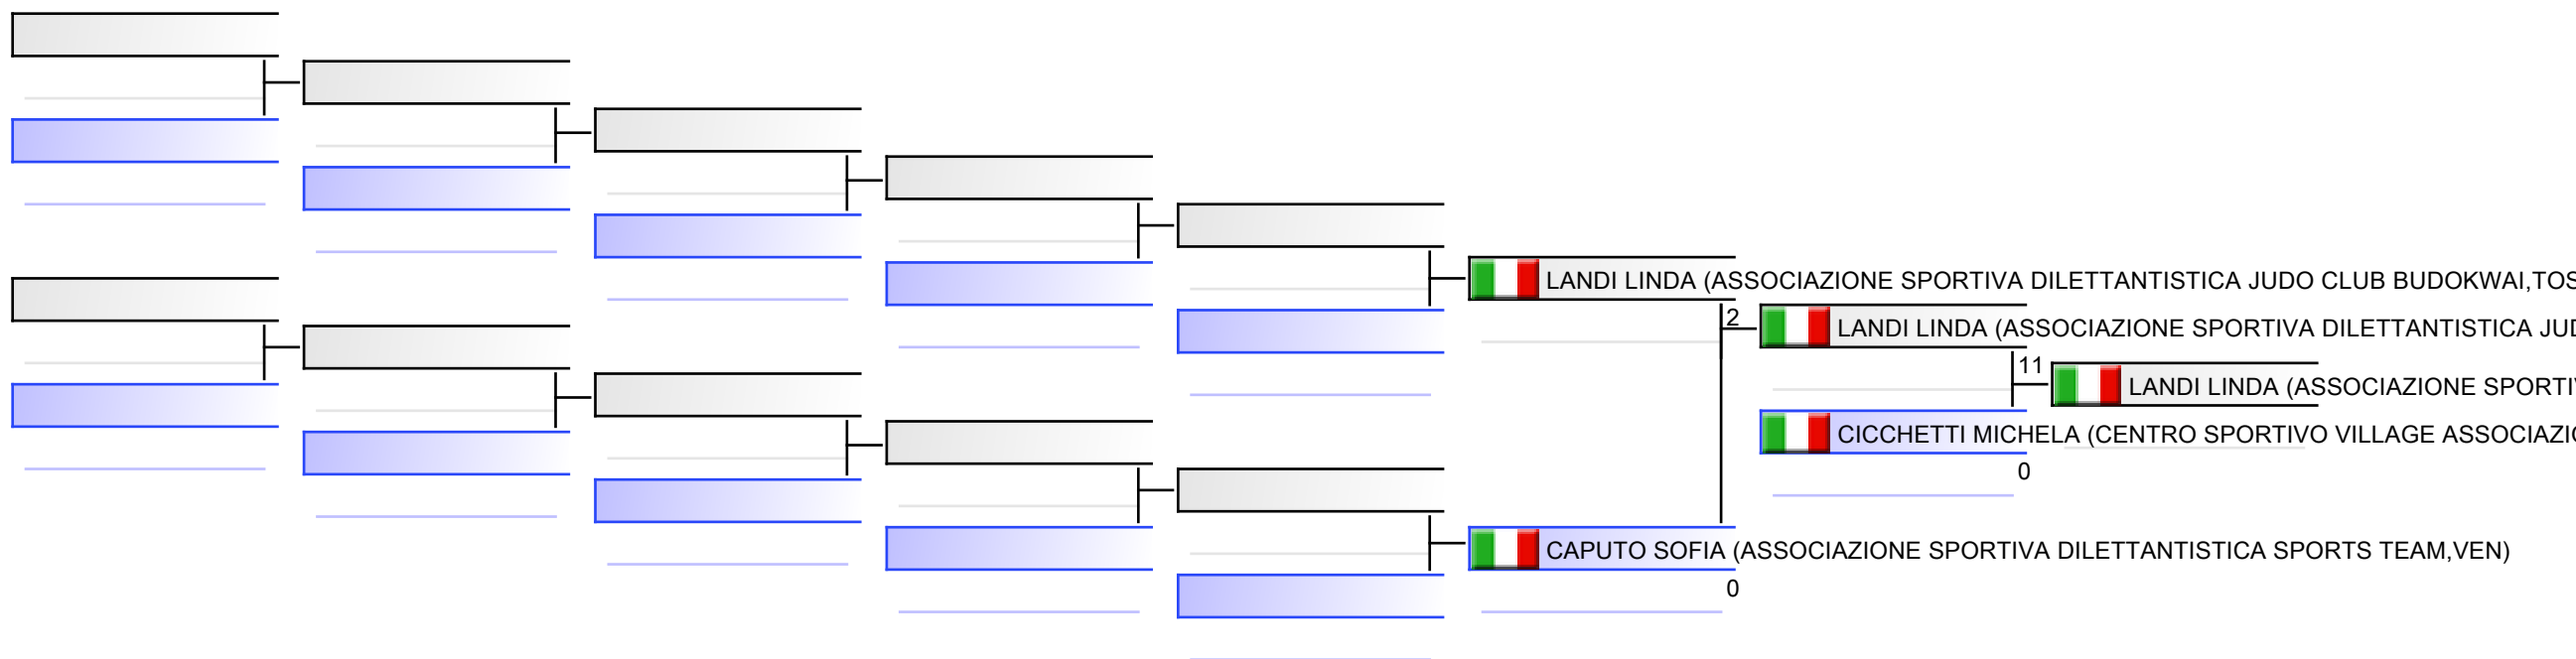 LANDI LINDA (ASSOCIAZIONE SPORTIVA DILETTANTISTICA JUDO CLUB BUDOKWAI,TOS
2
LANDI LINDA (ASSOCIAZIONE SPORTIVA DILETTANTISTICA JUD
11
LANDI LINDA (ASSOCIAZIONE SPORTIV
CICCHETTI MICHELA (CENTRO SPORTIVO VILLAGE ASSOCIAZIO
0
CAPUTO SOFIA (ASSOCIAZIONE SPORTIVA DILETTANTISTICA SPORTS TEAM,VEN)
0